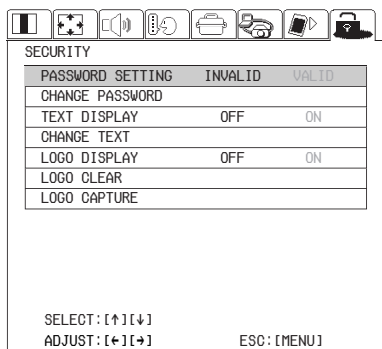 SECURITY
PASSWORD SETTING INVALID VALID
CHANGE PASSWORD
TEXT DISPLAY OFF ON
CHANGE TEXT
LOGO DISPLAY OFF ON
LOGO CLEAR
LOGO CAPTURE
SELECT:[↑][↓]
ADJUST:[←][→] ESC:[MENU]